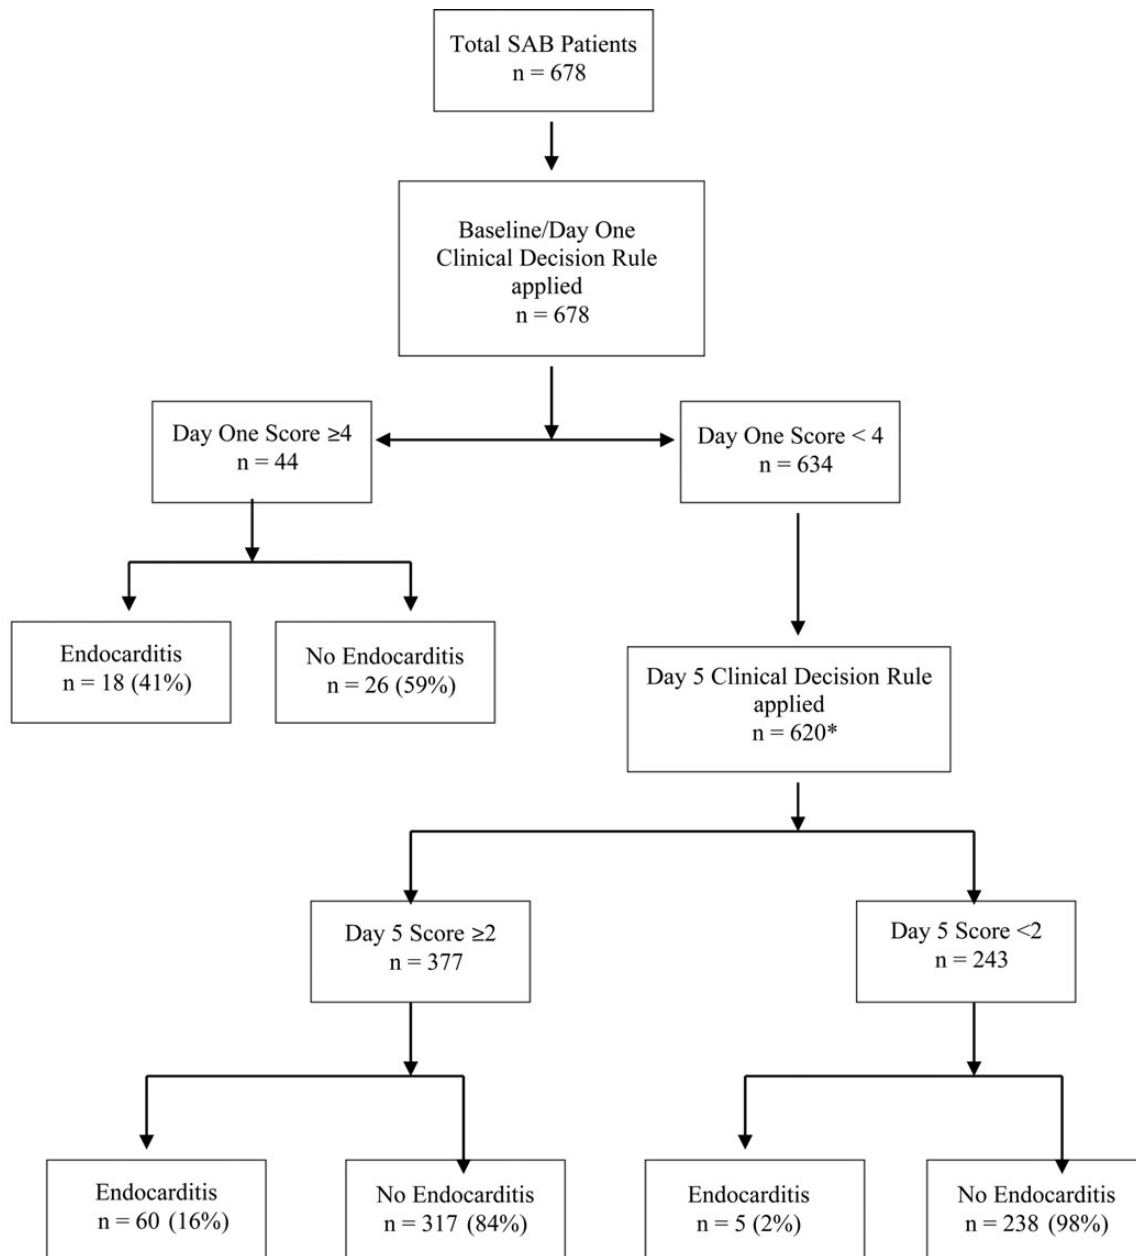 Total SAB Patients
n = 678
Baseline/Day One
Clinical Decision Rule
applied
n = 678
Day One Score ≥4
n = 44
Day One Score < 4
n = 634
Endocarditis
n = 18 (41%)
No Endocarditis
n = 26 (59%)
Day 5 Clinical Decision Rule
applied
n = 620*
Day 5 Score ≥2
n = 377
Day 5 Score <2
n = 243
Endocarditis
n = 60 (16%)
No Endocarditis
n = 317 (84%)
Endocarditis
n = 5 (2%)
No Endocarditis
n = 238 (98%)